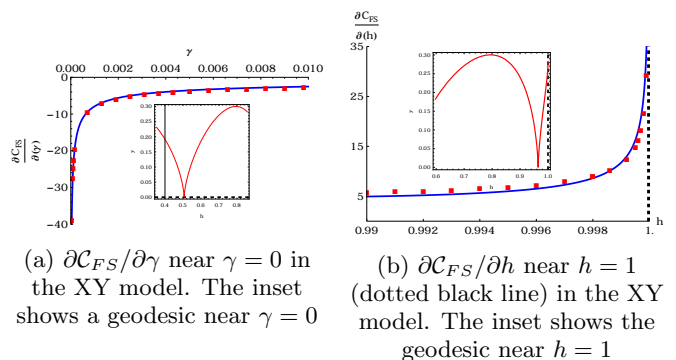 0.000 0.002 0.004 0.006 0.008 0.010
γ
0
-10
-20
-30
-40
∂C_FS
∂(γ)
0.30
0.25
0.20
0.15
0.10
0.05
0.00
γ
0.4 0.5 0.6 0.7 0.8
h
(a) ∂C_FS/∂γ near γ = 0 in
the XY model. The inset
shows a geodesic near γ = 0
∂C_FS
∂(h)
35
25
15
5
0.99 0.992 0.994 0.996 0.998 1.
h
0.30
0.25
0.20
0.15
0.10
0.05
0.00
γ
0.6 0.7 0.8 0.9 1.0
h
(b) ∂C_FS/∂h near h = 1
(dotted black line) in the XY
model. The inset shows the
geodesic near h = 1